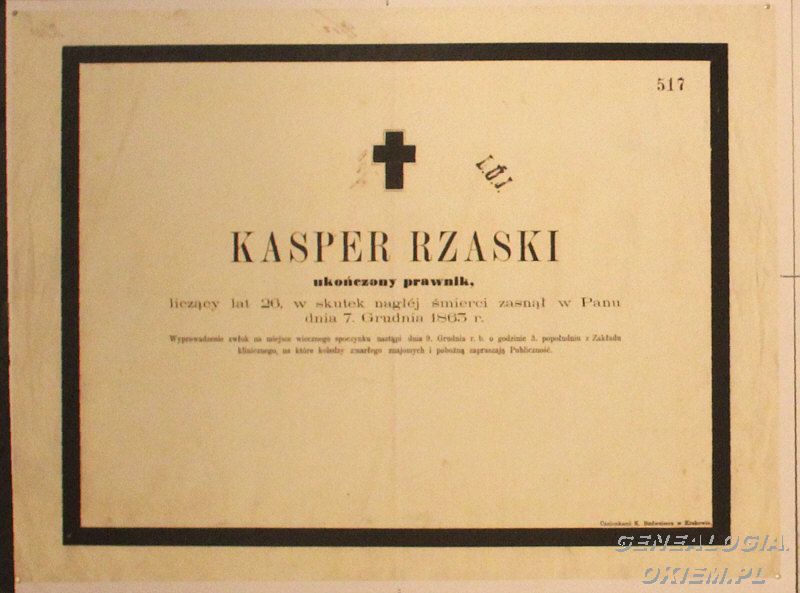 517
Ł.Ó.J.
KASPER RZASKI
ukończony prawnik,
liczący lat 26, w skutek nagłéj śmierci zasnął w Panu
dnia 7. Grudnia 1865 r.
Wyprowadzenie zwłok na miejsce wiecznego spoczynku nastąpi dnia 9. Grudnia r. b. o godzinie 3. popołudniu z Zakładu
klinicznego, na które koledzy zmarłego znajomych i pobożną zapraszają Publiczność.
Czcionkami K. Budweisera w Krakowie.
GENEALOGIA.
OKIEM.PL